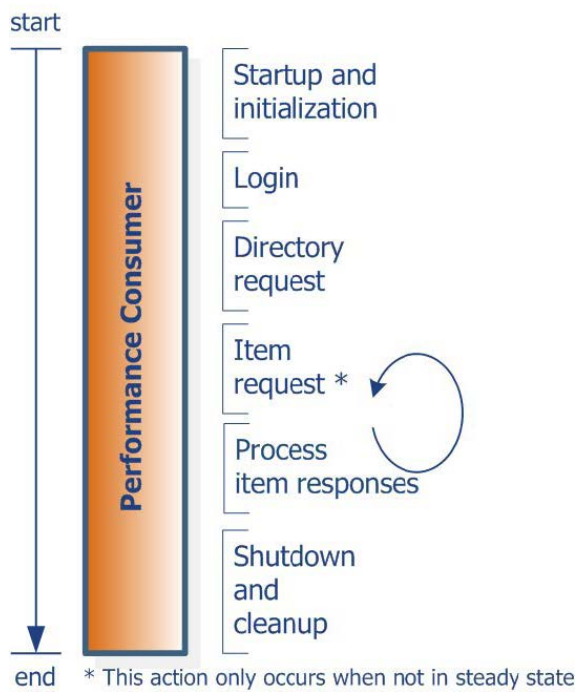 start
Startup and
initialization
Login
Directory
request
Performance Consumer
Item
request *
Process
item responses
Shutdown
and
cleanup
end
* This action only occurs when not in steady state